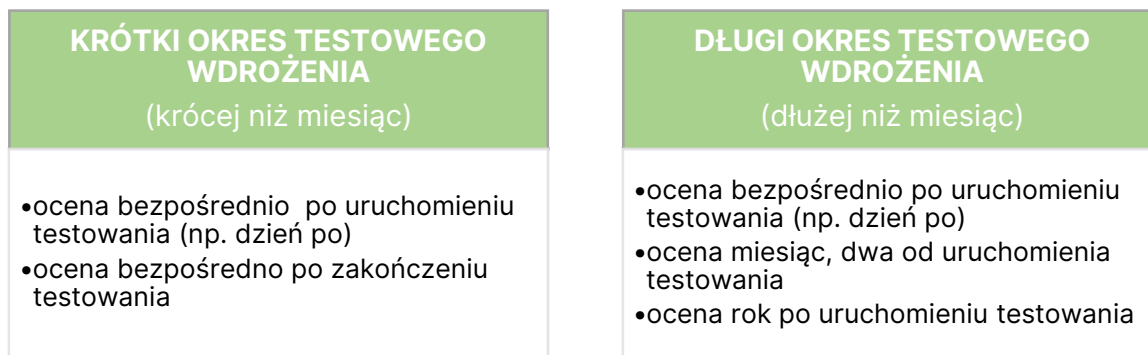 KRÓTKI OKRES TESTOWEGO
WDROŻENIA
(krócej niż miesiąc)
•ocena bezpośrednio  po uruchomieniu
testowania (np. dzień po)
•ocena bezpośredno po zakończeniu
testowania
DŁUGI OKRES TESTOWEGO
WDROŻENIA
(dłużej niż miesiąc)
•ocena bezpośrednio po uruchomieniu
testowania (np. dzień po)
•ocena miesiąc, dwa od uruchomienia
testowania
•ocena rok po uruchomieniu testowania